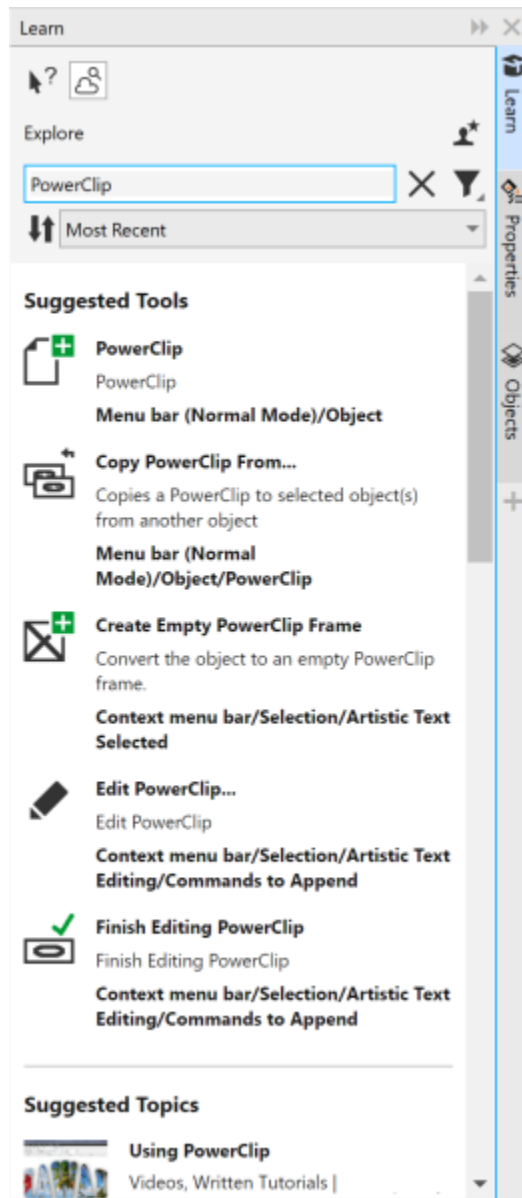 Learn
?
Explore
PowerClip
Most Recent
Suggested Tools
PowerClip
PowerClip
Menu bar (Normal Mode)/Object
Copy PowerClip From...
Copies a PowerClip to selected object(s)
from another object
Menu bar (Normal
Mode)/Object/PowerClip
Create Empty PowerClip Frame
Convert the object to an empty PowerClip
frame.
Context menu bar/Selection/Artistic Text
Selected
Edit PowerClip...
Edit PowerClip
Context menu bar/Selection/Artistic Text
Editing/Commands to Append
Finish Editing PowerClip
Finish Editing PowerClip
Context menu bar/Selection/Artistic Text
Editing/Commands to Append
Suggested Topics
Using PowerClip
Videos, Written Tutorials |
Learn
Properties
Objects